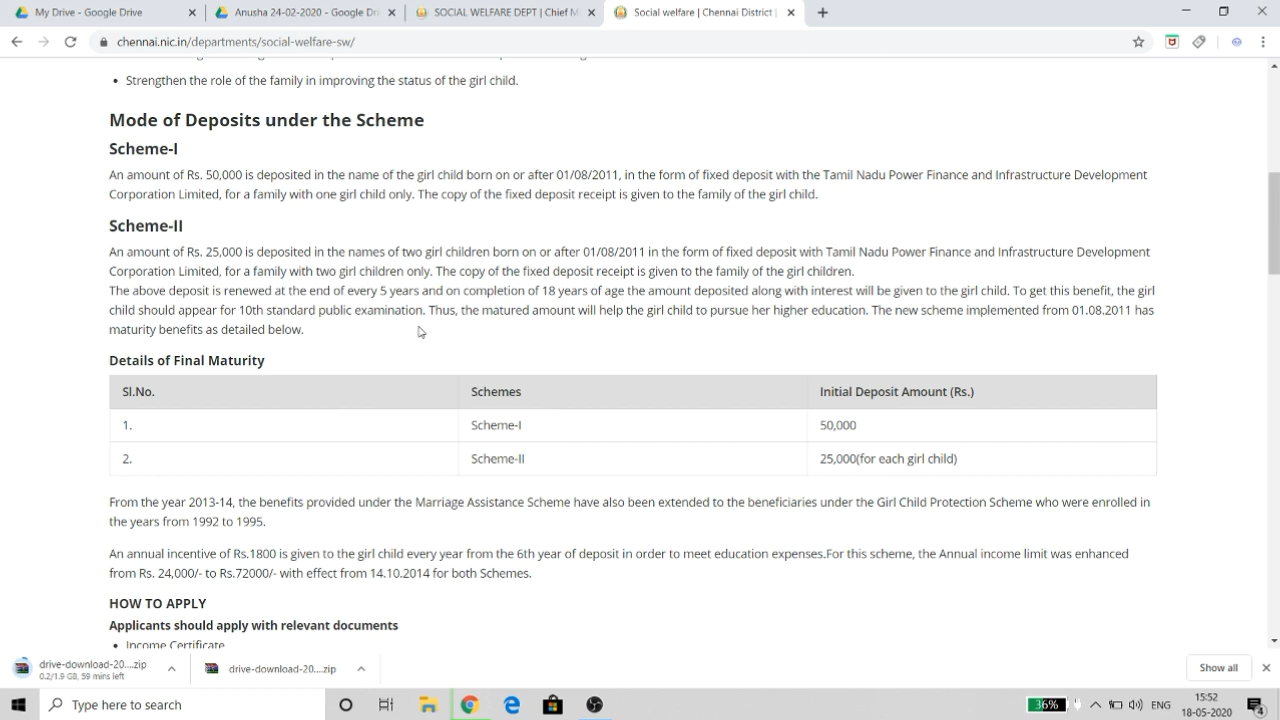 My Drive - Google Drive
Anusha 24-02-2020 - Google Dri
SOCIAL WELFARE DEPT | Chief M
Social welfare | Chennai District |
chennai.nic.in/departments/social-welfare-sw/
• Strengthen the role of the family in improving the status of the girl child.
Mode of Deposits under the Scheme
Scheme-I
An amount of Rs. 50,000 is deposited in the name of the girl child born on or after 01/08/2011, in the form of fixed deposit with the Tamil Nadu Power Finance and Infrastructure Development
Corporation Limited, for a family with one girl child only. The copy of the fixed deposit receipt is given to the family of the girl child.
Scheme-II
An amount of Rs. 25,000 is deposited in the names of two girl children born on or after 01/08/2011 in the form of fixed deposit with Tamil Nadu Power Finance and Infrastructure Development
Corporation Limited, for a family with two girl children only. The copy of the fixed deposit receipt is given to the family of the girl children.
The above deposit is renewed at the end of every 5 years and on completion of 18 years of age the amount deposited along with interest will be given to the girl child. To get this benefit, the girl
child should appear for 10th standard public examination. Thus, the matured amount will help the girl child to pursue her higher education. The new scheme implemented from 01.08.2011 has
maturity benefits as detailed below.
Details of Final Maturity
Sl.No. Schemes Initial Deposit Amount (Rs.)
1. Scheme-I 50,000
2. Scheme-II 25,000(for each girl child)
From the year 2013-14, the benefits provided under the Marriage Assistance Scheme have also been extended to the beneficiaries under the Girl Child Protection Scheme who were enrolled in
the years from 1992 to 1995.
An annual incentive of Rs.1800 is given to the girl child every year from the 6th year of deposit in order to meet education expenses.For this scheme, the Annual income limit was enhanced
from Rs. 24,000/- to Rs.72000/- with effect from 14.10.2014 for both Schemes.
HOW TO APPLY
Applicants should apply with relevant documents
• Income Certificate
drive-download-20....zip
0.2/1.9 GB, 59 mins left
drive-download-20....zip
Show all
Type here to search
36%
ENG
15:52
18-05-2020
4